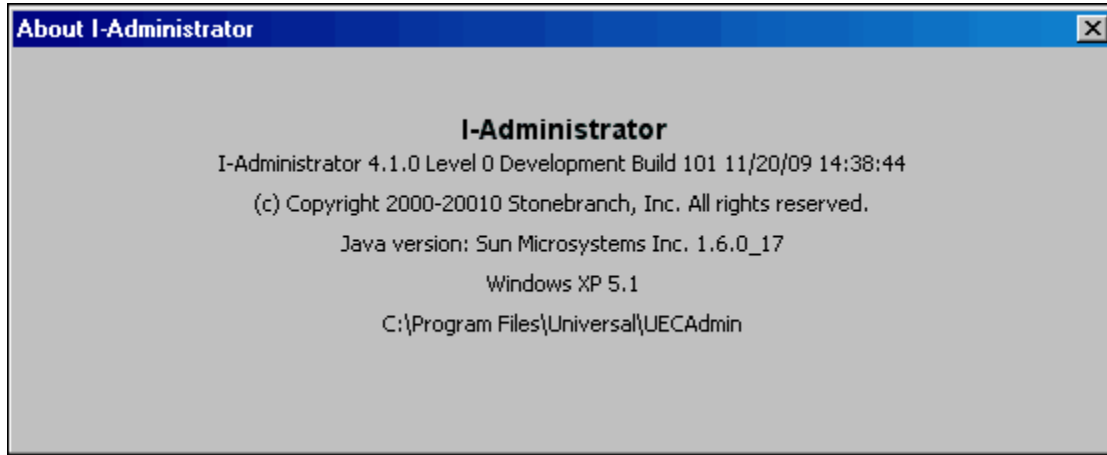 About I-Administrator
I-Administrator
I-Administrator 4.1.0 Level 0 Development Build 101 11/20/09 14:38:44
(c) Copyright 2000-20010 Stonebranch, Inc. All rights reserved.
Java version: Sun Microsystems Inc. 1.6.0_17
Windows XP 5.1
C:\Program Files\Universal\UECAdmin